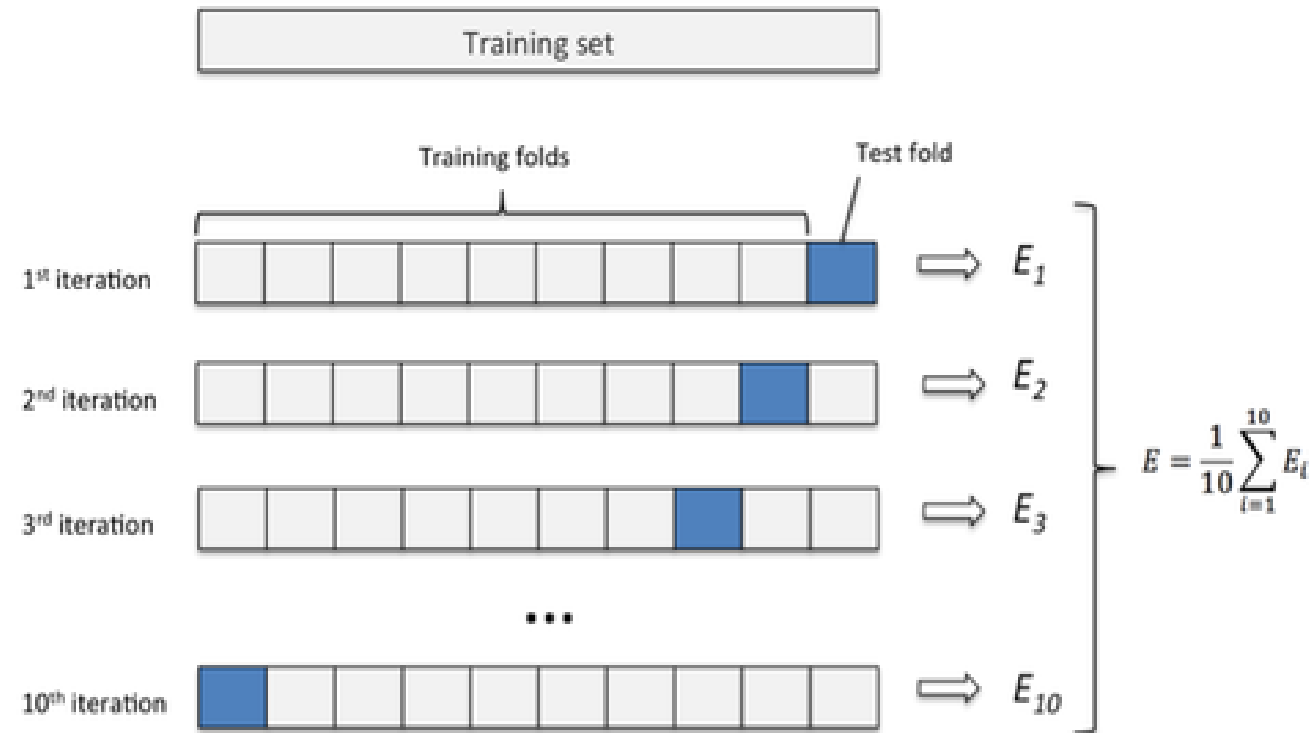 Training set
Training folds
Test fold
1st iteration
E1
2nd iteration
E2
3rd iteration
E3
E = 1/10 10∑i=1 Ei
...
10th iteration
E10